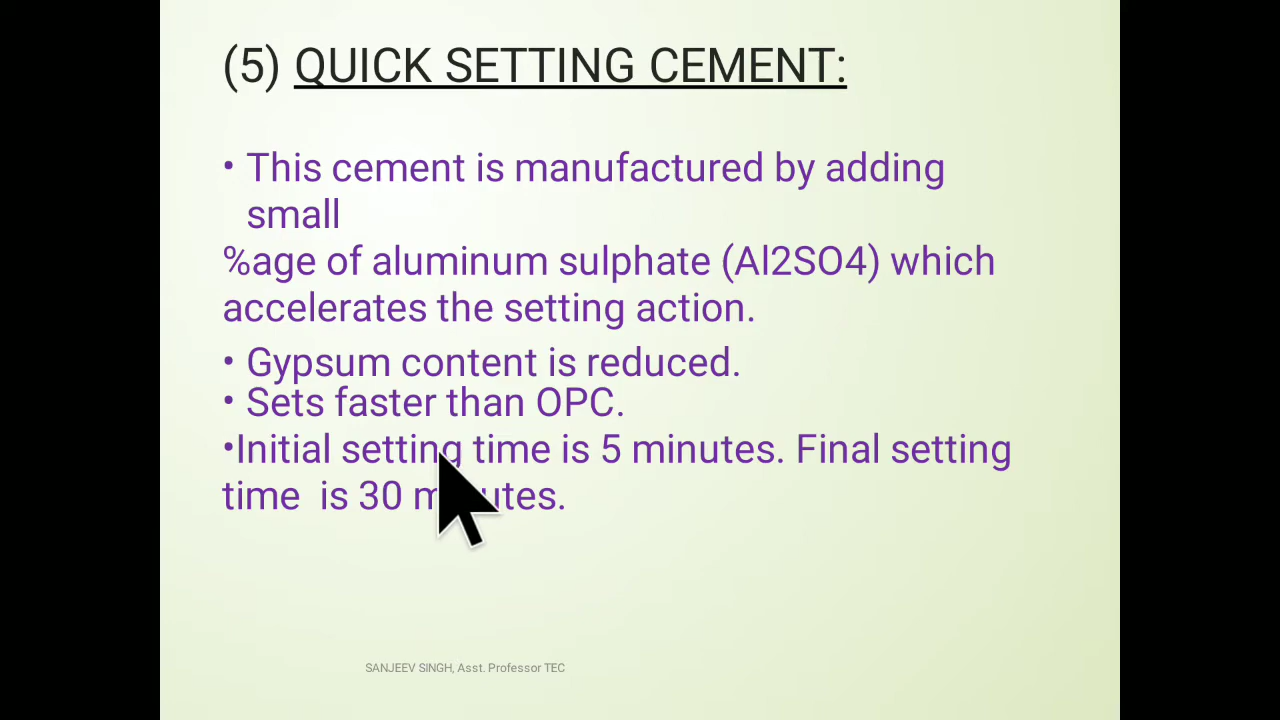 (5) QUICK SETTING CEMENT:
• This cement is manufactured by adding
small
%age of aluminum sulphate (Al2SO4) which
accelerates the setting action.
• Gypsum content is reduced.
• Sets faster than OPC.
•Initial setting time is 5 minutes. Final setting
time is 30 minutes.
SANJEEV SINGH, Asst. Professor TEC